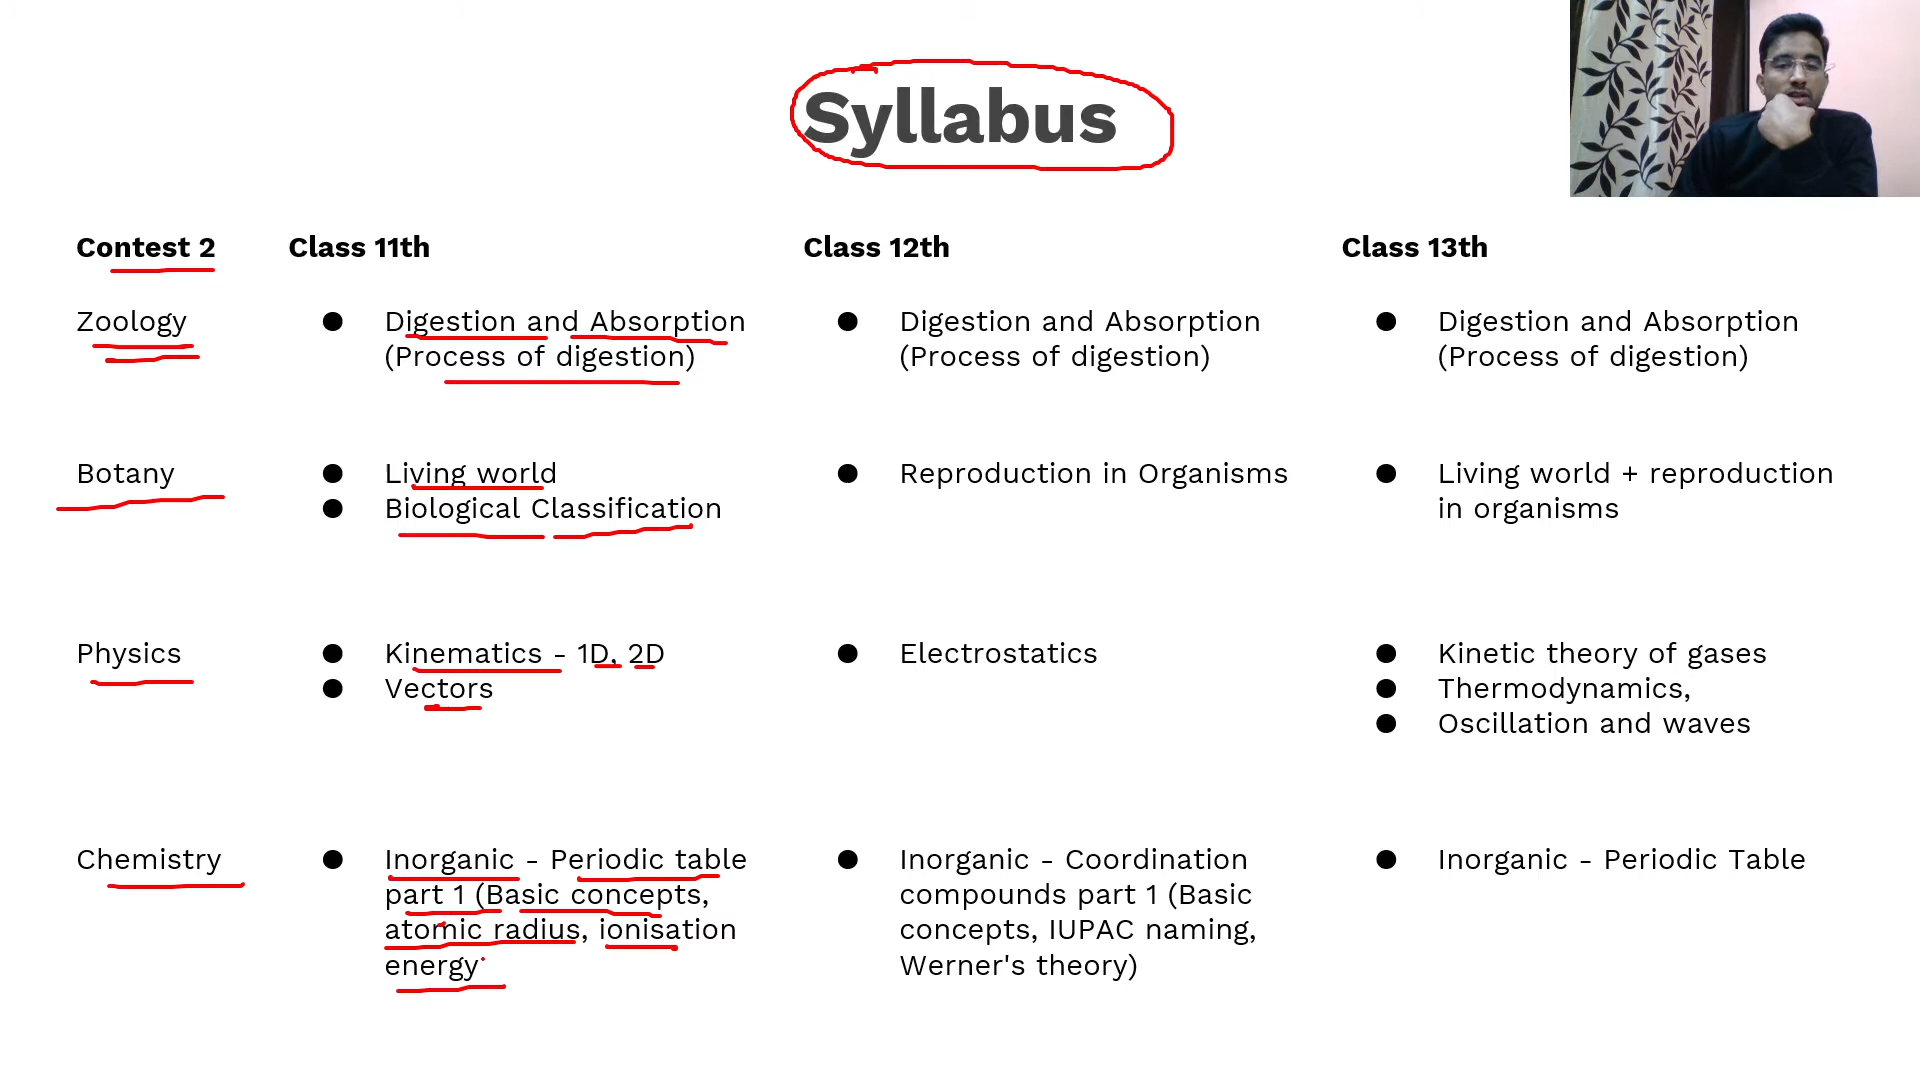 Syllabus
Contest 2
Class 11th
Class 12th
Class 13th
Zoology
● Digestion and Absorption
(Process of digestion)
● Digestion and Absorption
(Process of digestion)
● Digestion and Absorption
(Process of digestion)
Botany
● Living world
● Biological Classification
● Reproduction in Organisms
● Living world + reproduction
in organisms
Physics
● Kinematics - 1D, 2D
● Vectors
● Electrostatics
● Kinetic theory of gases
● Thermodynamics,
● Oscillation and waves
Chemistry
● Inorganic - Periodic table
part 1 (Basic concepts,
atomic radius, ionisation
energy
● Inorganic - Coordination
compounds part 1 (Basic
concepts, IUPAC naming,
Werner's theory)
● Inorganic - Periodic Table